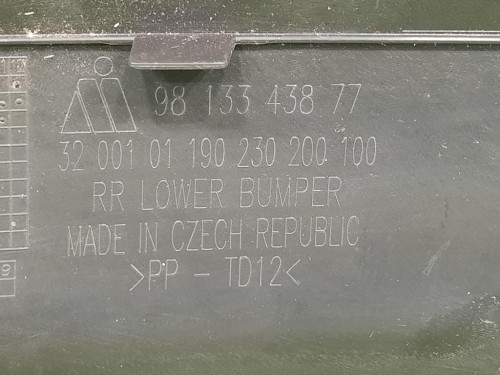 98 133 438 77
32 001 01 190 230 200 100
RR LOWER BUMPER
MADE IN CZECH REPUBLIC
>PP - TD12<
9